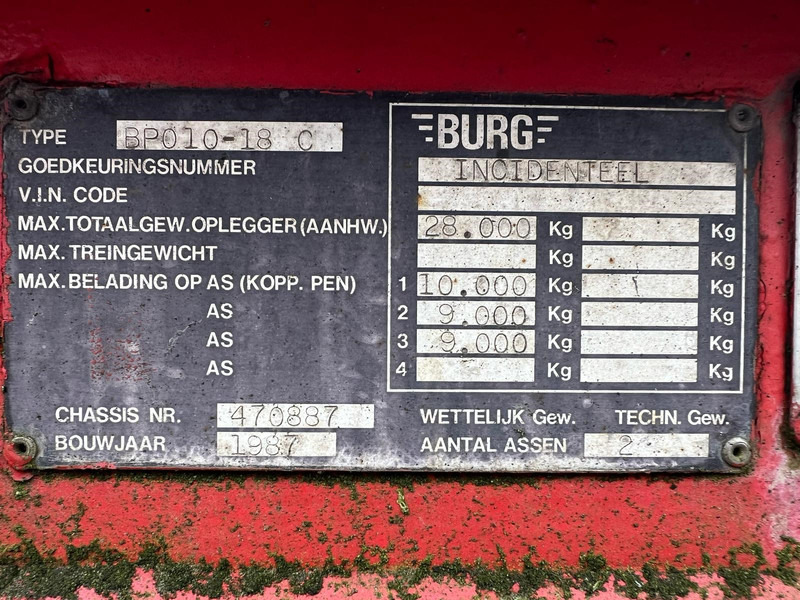 BURG
TYPE BPO10-18 C
GOEDKEURINGSNUMMER INCIDENTEEL
V.I.N. CODE
MAX.TOTAALGEW.OPLEGGER(AANHW.) 28.000 Kg Kg
MAX.TREINGEWICHT Kg Kg
MAX.BELADING OP AS (KOPP. PEN) 1 10.000 Kg Kg
AS 2 9.000 Kg Kg
AS 3 9.000 Kg Kg
AS 4 Kg Kg
CHASSIS NR. 470887 WETTELIJK Gew. TECHN. Gew.
BOUWJAAR 1987 AANTAL ASSEN 2